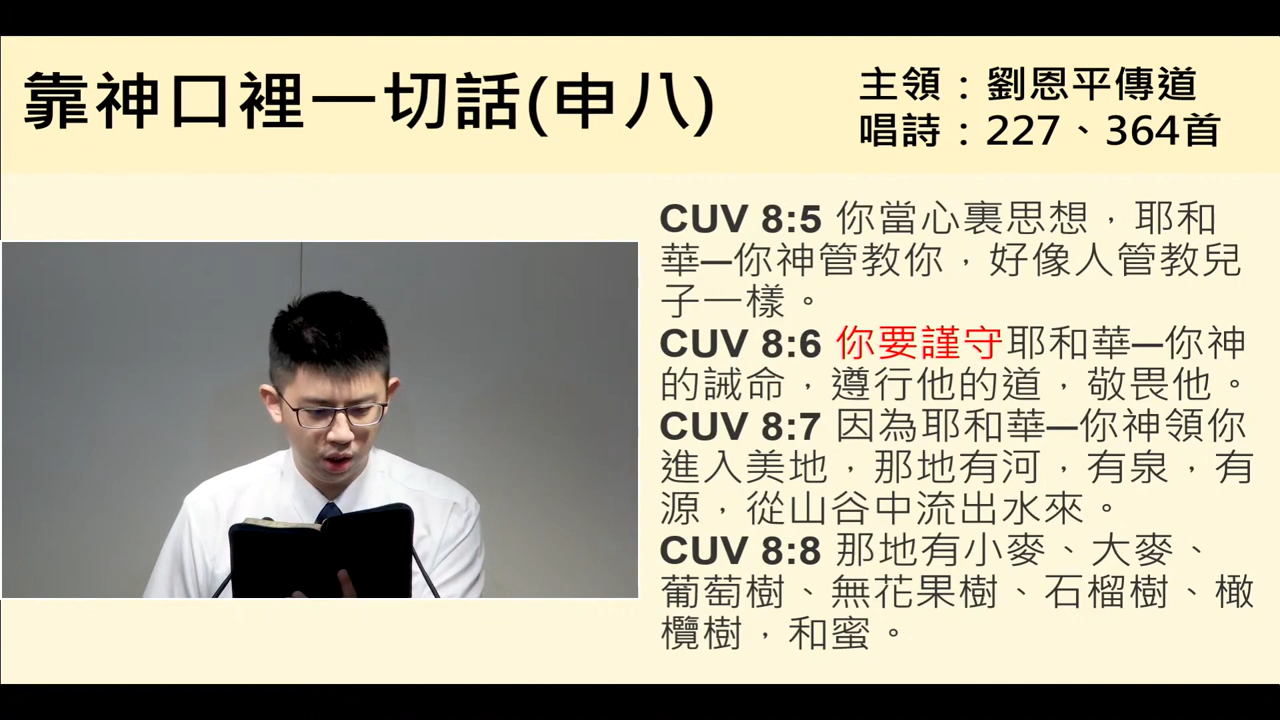 靠神口裡一切話(申八)
主領：劉恩平傳道
唱詩：227、364首
CUV 8:5 你當心裏思想，耶和
華—你神管教你，好像人管教兒
子一樣。
CUV 8:6 你要謹守耶和華—你神
的誡命，遵行他的道，敬畏他。
CUV 8:7 因為耶和華—你神領你
進入美地，那地有河，有泉，有
源，從山谷中流出水來。
CUV 8:8 那地有小麥、大麥、
葡萄樹、無花果樹、石榴樹、橄
欖樹，和蜜。